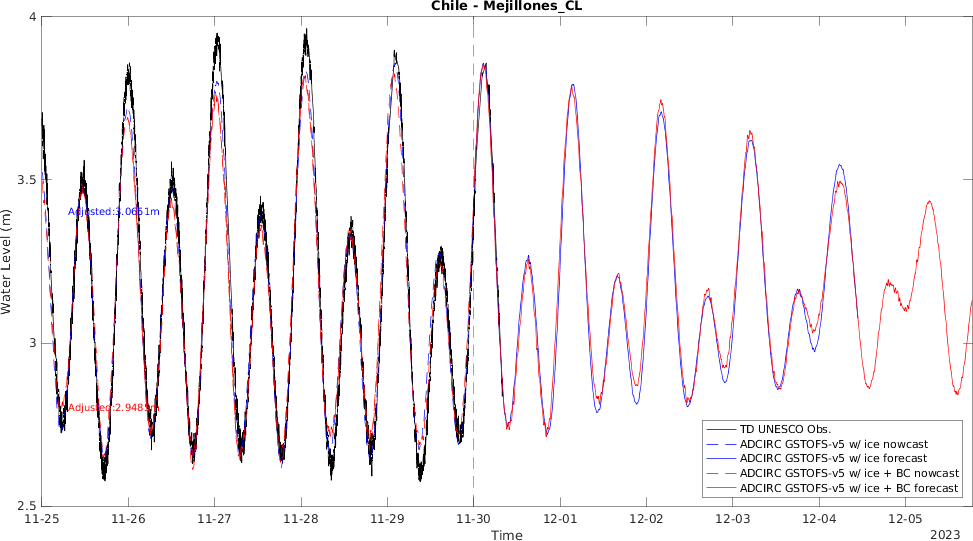 Chile - Mejillones_CL
4
3.5
3
2.5
Water Level (m)
Adjusted:3.0651m
Adjusted:2.9485m
TD UNESCO Obs.
ADCIRC GSTOFS-v5 w/ ice nowcast
ADCIRC GSTOFS-v5 w/ ice forecast
ADCIRC GSTOFS-v5 w/ ice + BC nowcast
ADCIRC GSTOFS-v5 w/ ice + BC forecast
11-25 11-26 11-27 11-28 11-29 11-30 12-01 12-02 12-03 12-04 12-05
Time
2023